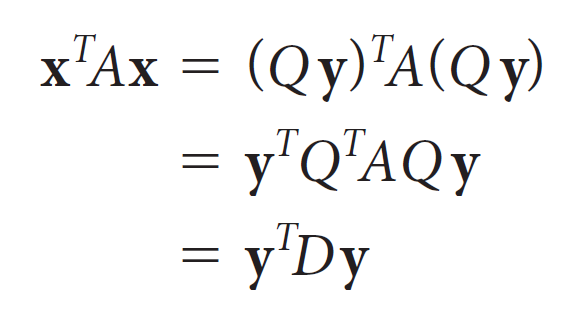 xᵀAx = (Qy)ᵀA(Qy)
= yᵀQᵀAQy
= yᵀDy